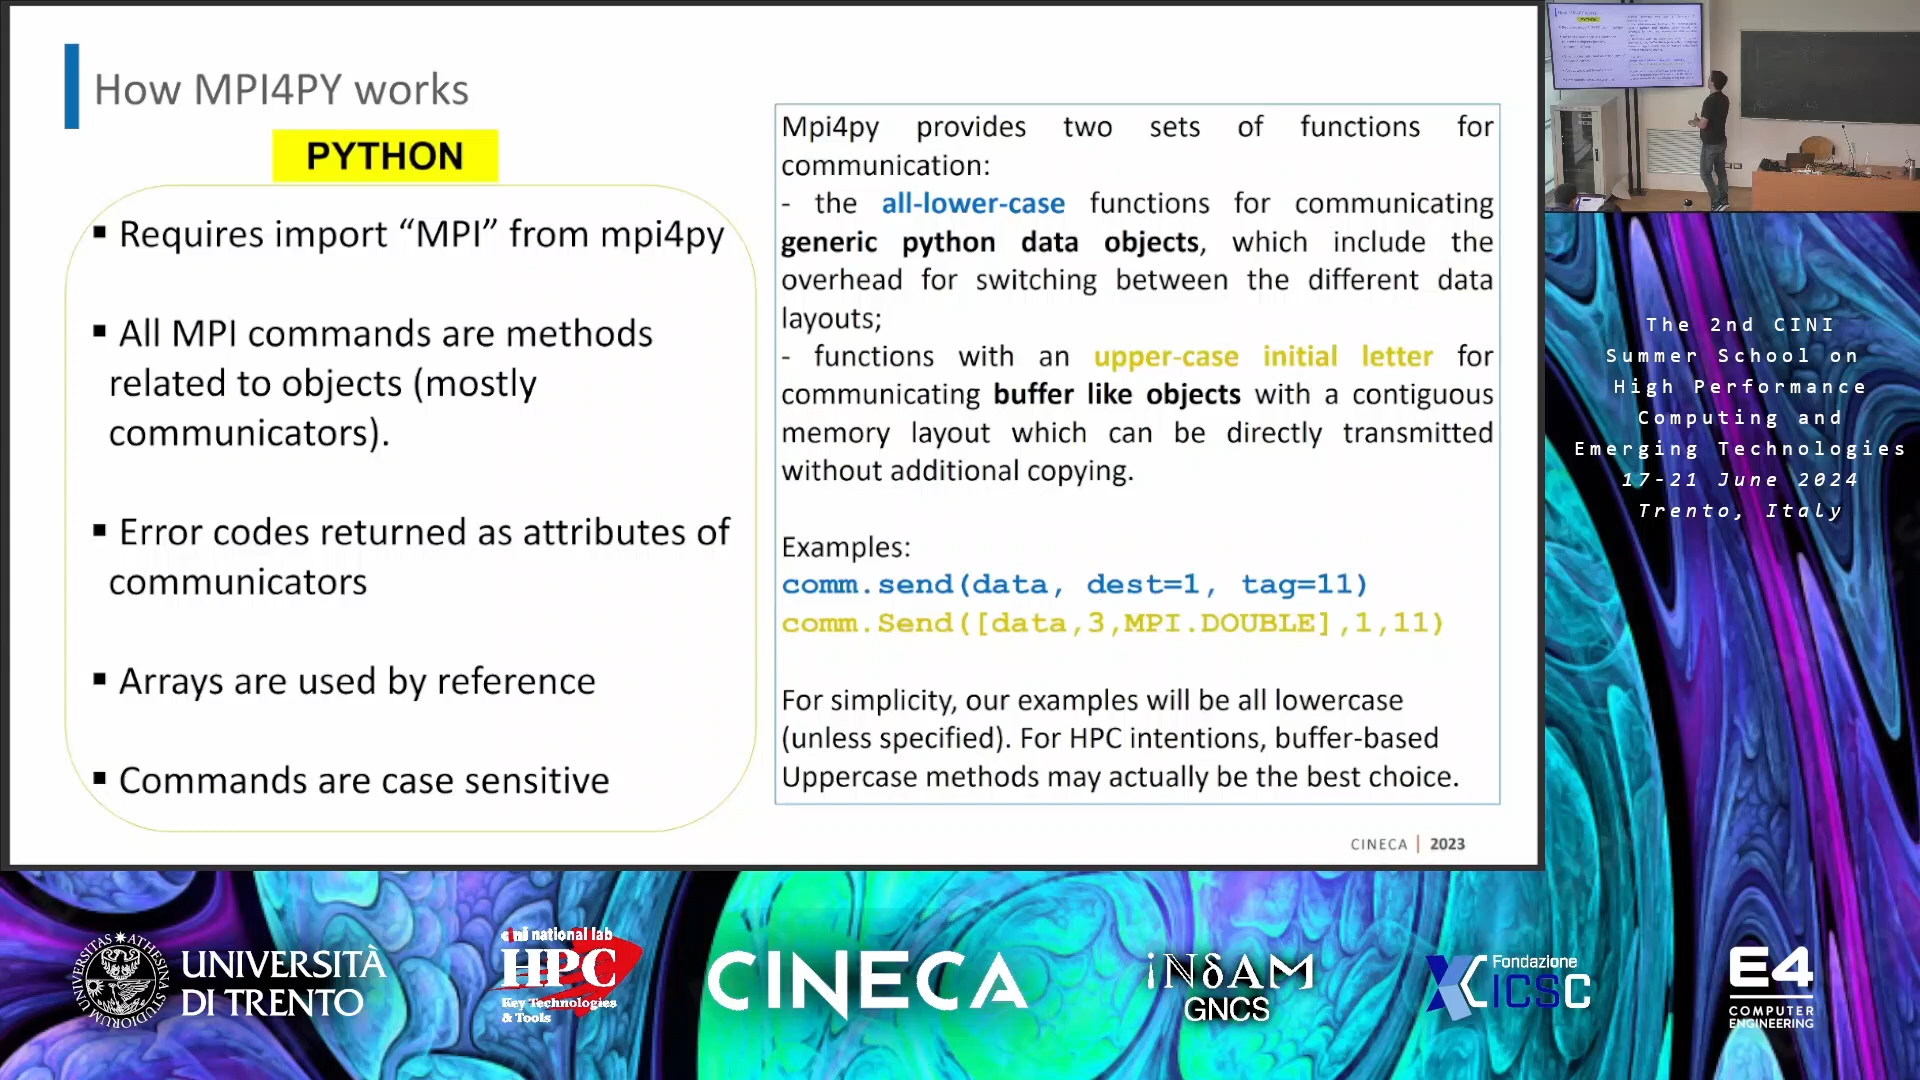 How MPI4PY works
PYTHON
▪ Requires import “MPI” from mpi4py
▪ All MPI commands are methods
related to objects (mostly
communicators).
▪ Error codes returned as attributes of
communicators
▪ Arrays are used by reference
▪ Commands are case sensitive
Mpi4py provides two sets of functions for
communication:
- the all-lower-case functions for communicating
generic python data objects, which include the
overhead for switching between the different data
layouts;
- functions with an upper-case initial letter for
communicating buffer like objects with a contiguous
memory layout which can be directly transmitted
without additional copying.
Examples:
comm.send(data, dest=1, tag=11)
comm.Send([data,3,MPI.DOUBLE],1,11)
For simplicity, our examples will be all lowercase
(unless specified). For HPC intentions, buffer-based
Uppercase methods may actually be the best choice.
CINECA | 2023
The 2nd CINI
Summer School on
High Performance
Computing and
Emerging Technologies
17-21 June 2024
Trento, Italy
UNIVERSITÀ
DI TRENTO
cini national lab
HPC
Key Technologies
& Tools
CINECA
iNδAM
GNCS
Fondazione
ICSC
E4
COMPUTER
ENGINEERING